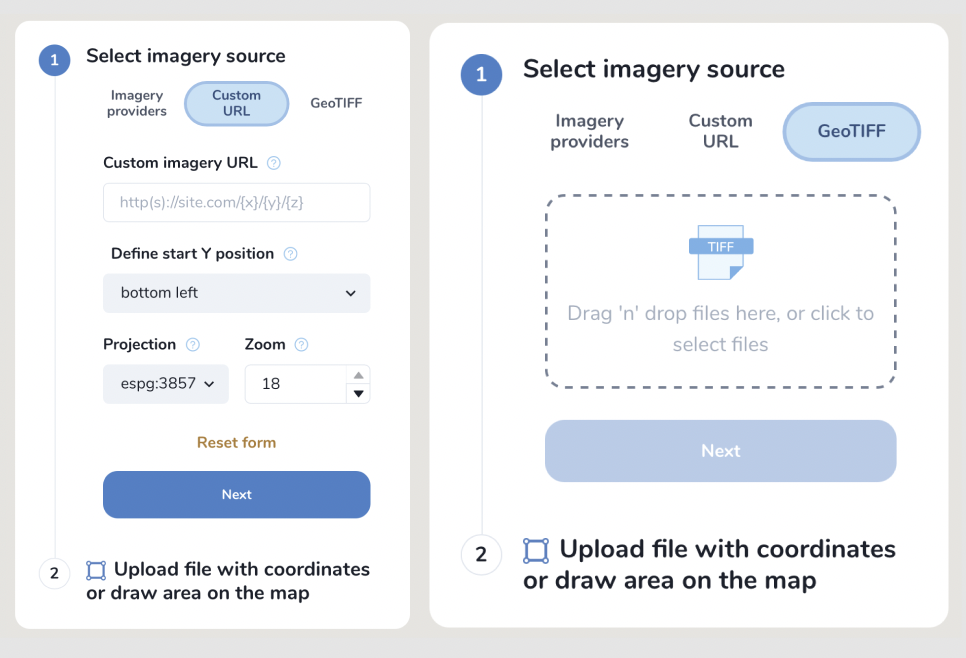 1
Select imagery source
Imagery
providers
Custom
URL
GeoTIFF
Custom imagery URL ?
http(s)://site.com/{x}/{y}/{z}
Define start Y position ?
bottom left
Projection ? Zoom ?
espg:3857 18
Reset form
Next
2
Upload file with coordinates
or draw area on the map
1
Select imagery source
Imagery
providers
Custom
URL
GeoTIFF
TIFF
Drag 'n' drop files here, or click to
select files
Next
2
Upload file with coordinates
or draw area on the map